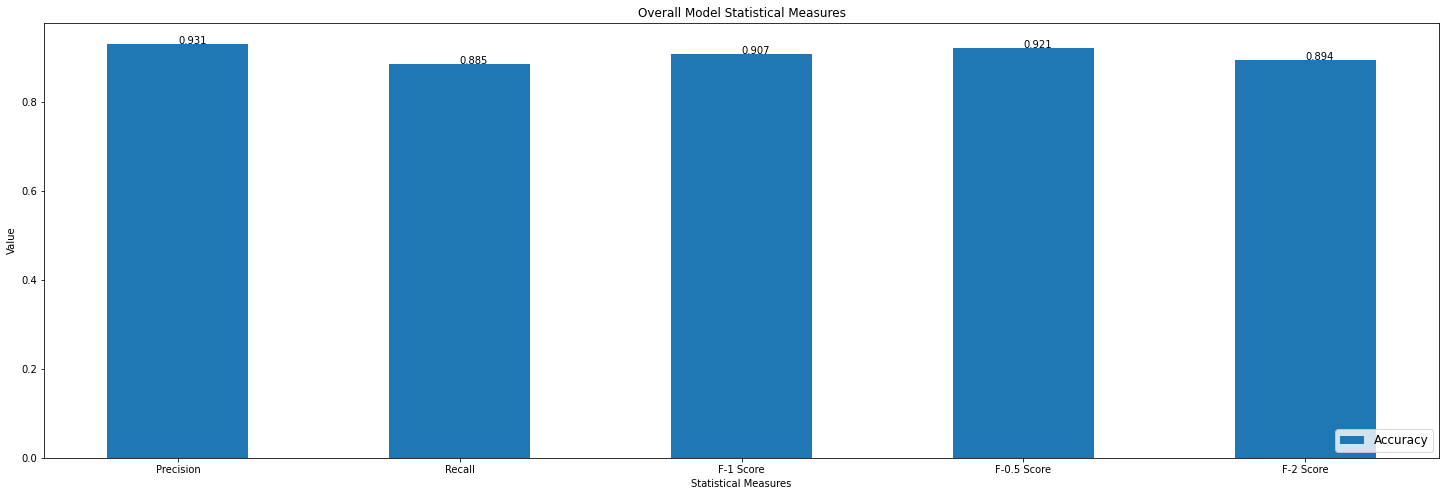 Overall Model Statistical Measures
0.931
0.885
0.907
0.921
0.894
0.8
0.6
0.4
0.2
0.0
Value
Accuracy
Precision
Recall
F-1 Score
F-0.5 Score
F-2 Score
Statistical Measures